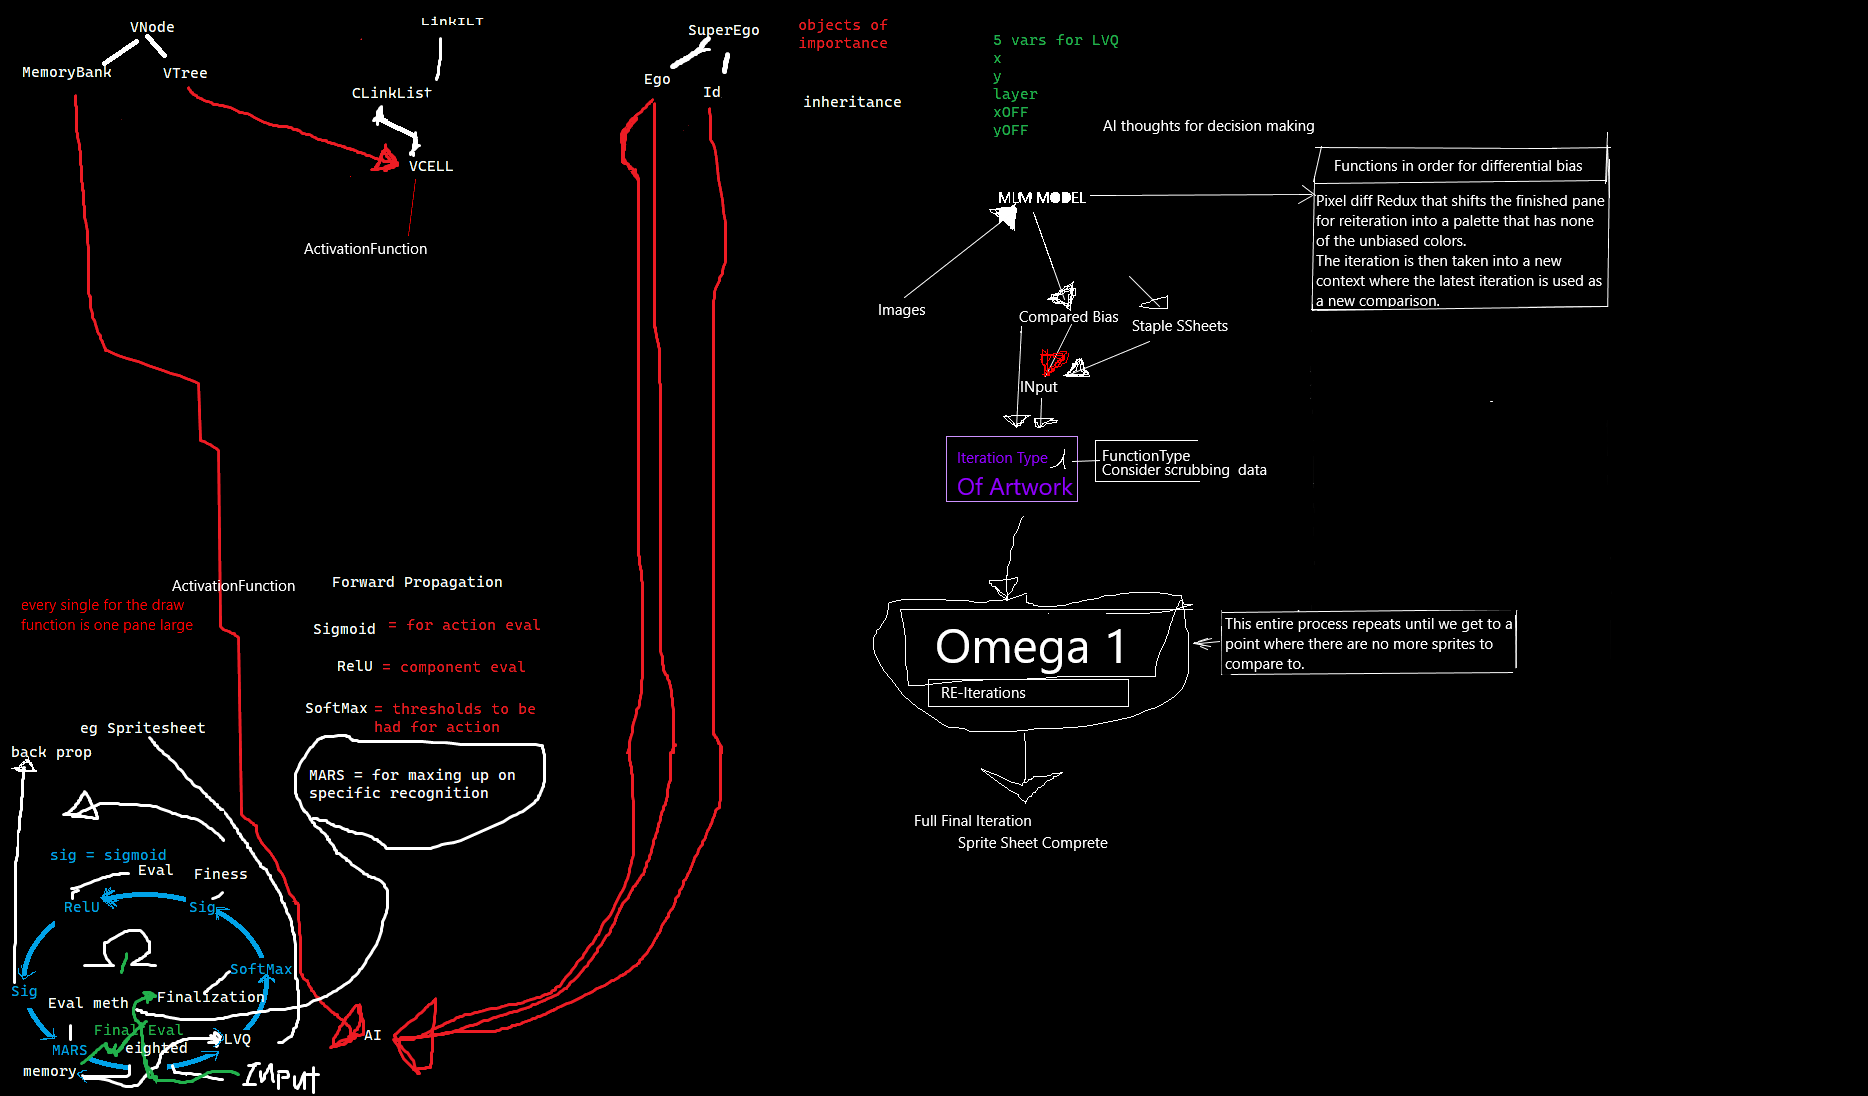 VNode
MemoryBank
VTree
LinkILT
CLinkList
VCELL
ActivationFunction
SuperEgo
Ego
Id
objects of
importance
inheritance
5 vars for LVQ
x
y
layer
xOFF
yOFF
AI thoughts for decision making
Functions in order for differential bias
Pixel diff Redux that shifts the finished pane
for reiteration into a palette that has none
of the unbiased colors.
The iteration is then taken into a new
context where the latest iteration is used as
a new comparison.
MLM MODEL
Images
Compared Bias
Staple SSheets
INput
Iteration Type
Of Artwork
FunctionType
Consider scrubbing data
Omega 1
RE-Iterations
This entire process repeats until we get to a
point where there are no more sprites to
compare to.
Full Final Iteration
Sprite Sheet Comprete
ActivationFunction
every single for the draw
function is one pane large
Forward Propagation
Sigmoid = for action eval
RelU = component eval
SoftMax = thresholds to be
had for action
MARS = for maxing up on
specific recognition
eg Spritesheet
back prop
sig = sigmoid
Eval
Finess
RelU
Sig
Ω
SoftMax
Sig
Eval meth
Finalization
Final Eval
MARS
eighted
LVQ
memory
Input
AI